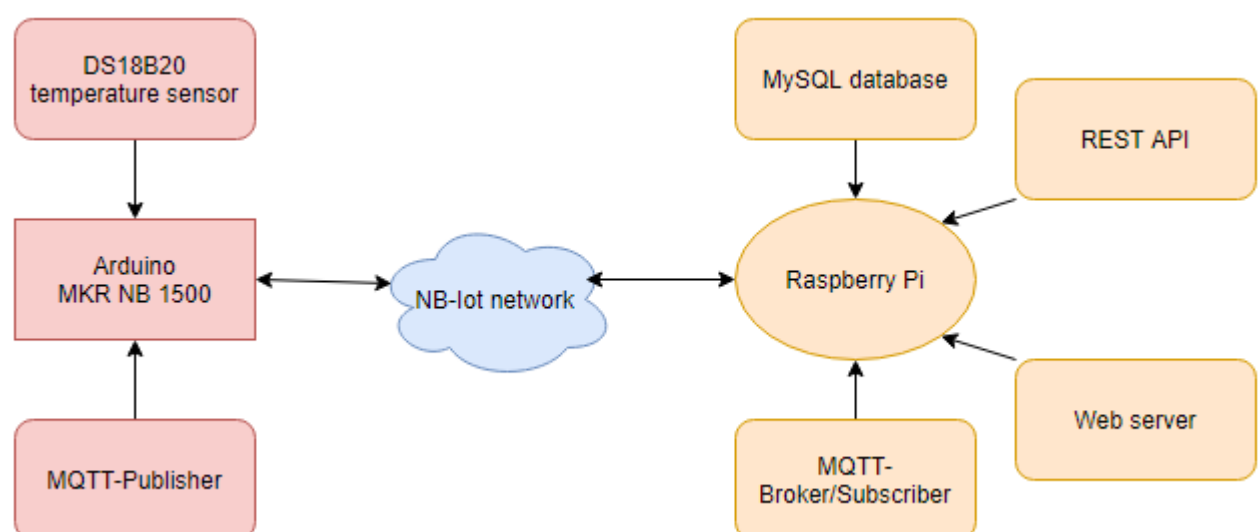 DS18B20
temperature sensor
MySQL database
REST API
Arduino
MKR NB 1500
NB-Iot network
Raspberry Pi
MQTT-Publisher
MQTT-
Broker/Subscriber
Web server